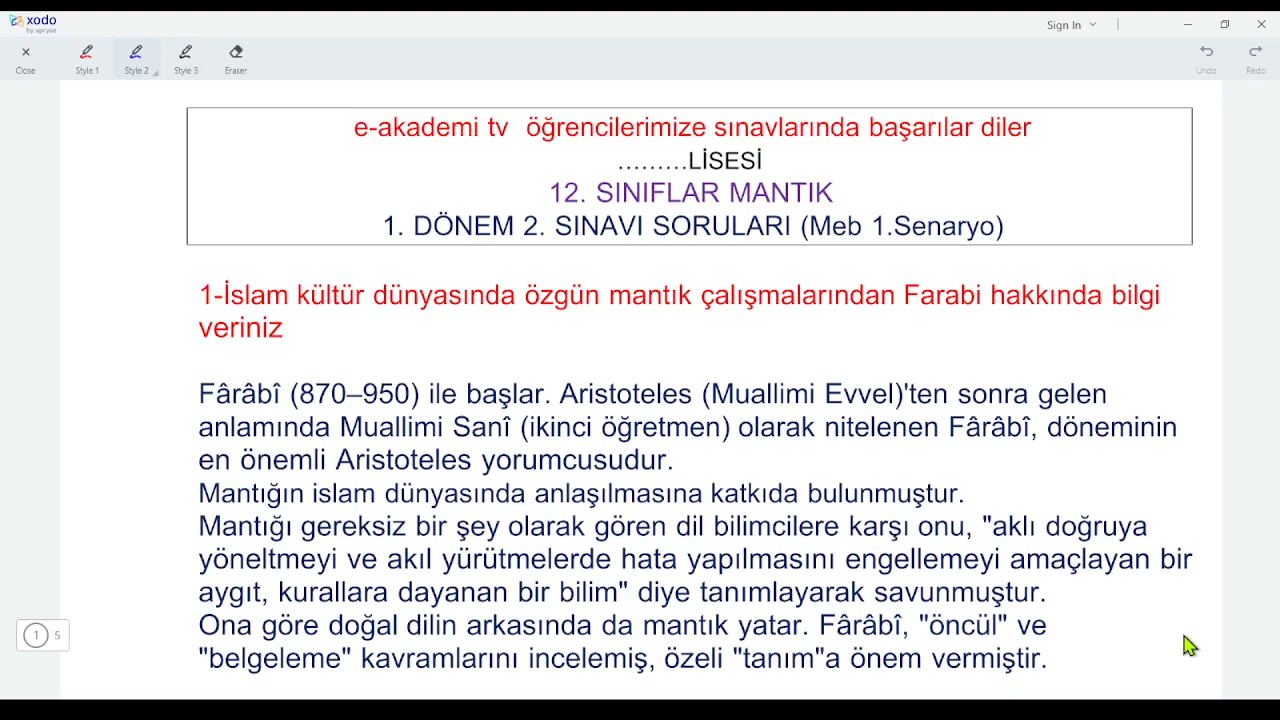 xodo
by apryse
Sign In
Close
Style 1
Style 2
Style 3
Eraser
Undo
Redo
e-akademi tv öğrencilerimize sınavlarında başarılar diler
.........LİSESİ
12. SINIFLAR MANTIK
1. DÖNEM 2. SINAVI SORULARI (Meb 1.Senaryo)
1-İslam kültür dünyasında özgün mantık çalışmalarından Farabi hakkında bilgi
veriniz
Fârâbî (870–950) ile başlar. Aristoteles (Muallimi Evvel)'ten sonra gelen
anlamında Muallimi Sanî (ikinci öğretmen) olarak nitelenen Fârâbî, döneminin
en önemli Aristoteles yorumcusudur.
Mantığın islam dünyasında anlaşılmasına katkıda bulunmuştur.
Mantığı gereksiz bir şey olarak gören dil bilimcilere karşı onu, "aklı doğruya
yöneltmeyi ve akıl yürütmelerde hata yapılmasını engellemeyi amaçlayan bir
aygıt, kurallara dayanan bir bilim" diye tanımlayarak savunmuştur.
Ona göre doğal dilin arkasında da mantık yatar. Fârâbî, "öncül" ve
"belgeleme" kavramlarını incelemiş, özeli "tanım"a önem vermiştir.
1 5